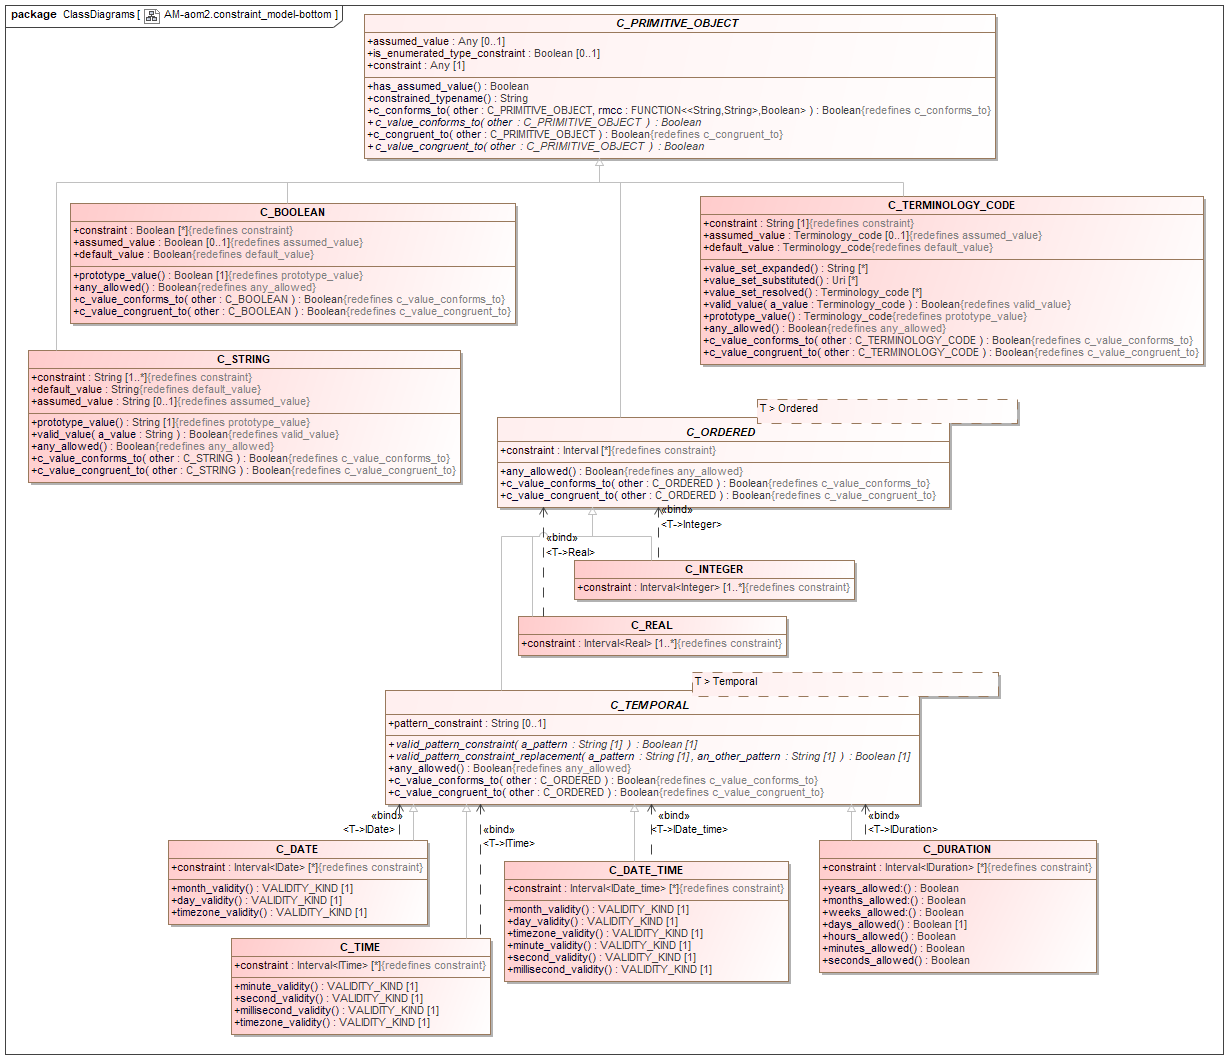 package ClassDiagrams [ AM-aom2.constraint_model-bottom ]
C_PRIMITIVE_OBJECT
+assumed_value : Any [0..1]
+is_enumerated_type_constraint : Boolean [0..1]
+constraint : Any [1]
+has_assumed_value() : Boolean
+constrained_typename() : String
+c_conforms_to( other : C_PRIMITIVE_OBJECT, rmcc : FUNCTION<<String,String>,Boolean> ) : Boolean{redefines c_conforms_to}
+c_value_conforms_to( other : C_PRIMITIVE_OBJECT ) : Boolean
+c_congruent_to( other : C_PRIMITIVE_OBJECT ) : Boolean{redefines c_congruent_to}
+c_value_congruent_to( other : C_PRIMITIVE_OBJECT ) : Boolean
C_BOOLEAN
+constraint : Boolean [*]{redefines constraint}
+assumed_value : Boolean [0..1]{redefines assumed_value}
+default_value : Boolean{redefines default_value}
+prototype_value() : Boolean [1]{redefines prototype_value}
+any_allowed() : Boolean{redefines any_allowed}
+c_value_conforms_to( other : C_BOOLEAN ) : Boolean{redefines c_value_conforms_to}
+c_value_congruent_to( other : C_BOOLEAN ) : Boolean{redefines c_value_congruent_to}
C_TERMINOLOGY_CODE
+constraint : String [1]{redefines constraint}
+assumed_value : Terminology_code [0..1]{redefines assumed_value}
+default_value : Terminology_code{redefines default_value}
+value_set_expanded() : String [*]
+value_set_substituted() : Uri [*]
+value_set_resolved() : Terminology_code [*]
+valid_value( a_value : Terminology_code ) : Boolean{redefines valid_value}
+prototype_value() : Terminology_code{redefines prototype_value}
+any_allowed() : Boolean{redefines any_allowed}
+c_value_conforms_to( other : C_TERMINOLOGY_CODE ) : Boolean{redefines c_value_conforms_to}
+c_value_congruent_to( other : C_TERMINOLOGY_CODE ) : Boolean{redefines c_value_congruent_to}
C_STRING
+constraint : String [1..*]{redefines constraint}
+default_value : String{redefines default_value}
+assumed_value : String [0..1]{redefines assumed_value}
+prototype_value() : String [1]{redefines prototype_value}
+valid_value( a_value : String ) : Boolean{redefines valid_value}
+any_allowed() : Boolean{redefines any_allowed}
+c_value_conforms_to( other : C_STRING ) : Boolean{redefines c_value_conforms_to}
+c_value_congruent_to( other : C_STRING ) : Boolean{redefines c_value_congruent_to}
T > Ordered
C_ORDERED
+constraint : Interval [*]{redefines constraint}
+any_allowed() : Boolean{redefines any_allowed}
+c_value_conforms_to( other : C_ORDERED ) : Boolean{redefines c_value_conforms_to}
+c_value_congruent_to( other : C_ORDERED ) : Boolean{redefines c_value_congruent_to}
«bind»
<T->Integer>
«bind»
<T->Real>
C_INTEGER
+constraint : Interval<Integer> [1..*]{redefines constraint}
C_REAL
+constraint : Interval<Real> [1..*]{redefines constraint}
T > Temporal
C_TEMPORAL
+pattern_constraint : String [0..1]
+valid_pattern_constraint( a_pattern : String [1] ) : Boolean [1]
+valid_pattern_constraint_replacement( a_pattern : String [1], an_other_pattern : String [1] ) : Boolean [1]
+any_allowed() : Boolean{redefines any_allowed}
+c_value_conforms_to( other : C_ORDERED ) : Boolean{redefines c_value_conforms_to}
+c_value_congruent_to( other : C_ORDERED ) : Boolean{redefines c_value_congruent_to}
«bind»
<T->IDate>
«bind»
<T->ITime>
«bind»
<T->IDate_time>
«bind»
<T->IDuration>
C_DATE
+constraint : Interval<IDate> [*]{redefines constraint}
+month_validity() : VALIDITY_KIND [1]
+day_validity() : VALIDITY_KIND [1]
+timezone_validity() : VALIDITY_KIND [1]
C_TIME
+constraint : Interval<ITime> [*]{redefines constraint}
+minute_validity() : VALIDITY_KIND [1]
+second_validity() : VALIDITY_KIND [1]
+millisecond_validity() : VALIDITY_KIND [1]
+timezone_validity() : VALIDITY_KIND [1]
C_DATE_TIME
+constraint : Interval<IDate_time> [*]{redefines constraint}
+month_validity() : VALIDITY_KIND [1]
+day_validity() : VALIDITY_KIND [1]
+timezone_validity() : VALIDITY_KIND [1]
+minute_validity() : VALIDITY_KIND [1]
+second_validity() : VALIDITY_KIND [1]
+millisecond_validity() : VALIDITY_KIND [1]
C_DURATION
+constraint : Interval<IDuration> [*]{redefines constraint}
+years_allowed:() : Boolean
+months_allowed:() : Boolean
+weeks_allowed:() : Boolean
+days_allowed() : Boolean [1]
+hours_allowed() : Boolean
+minutes_allowed() : Boolean
+seconds_allowed() : Boolean